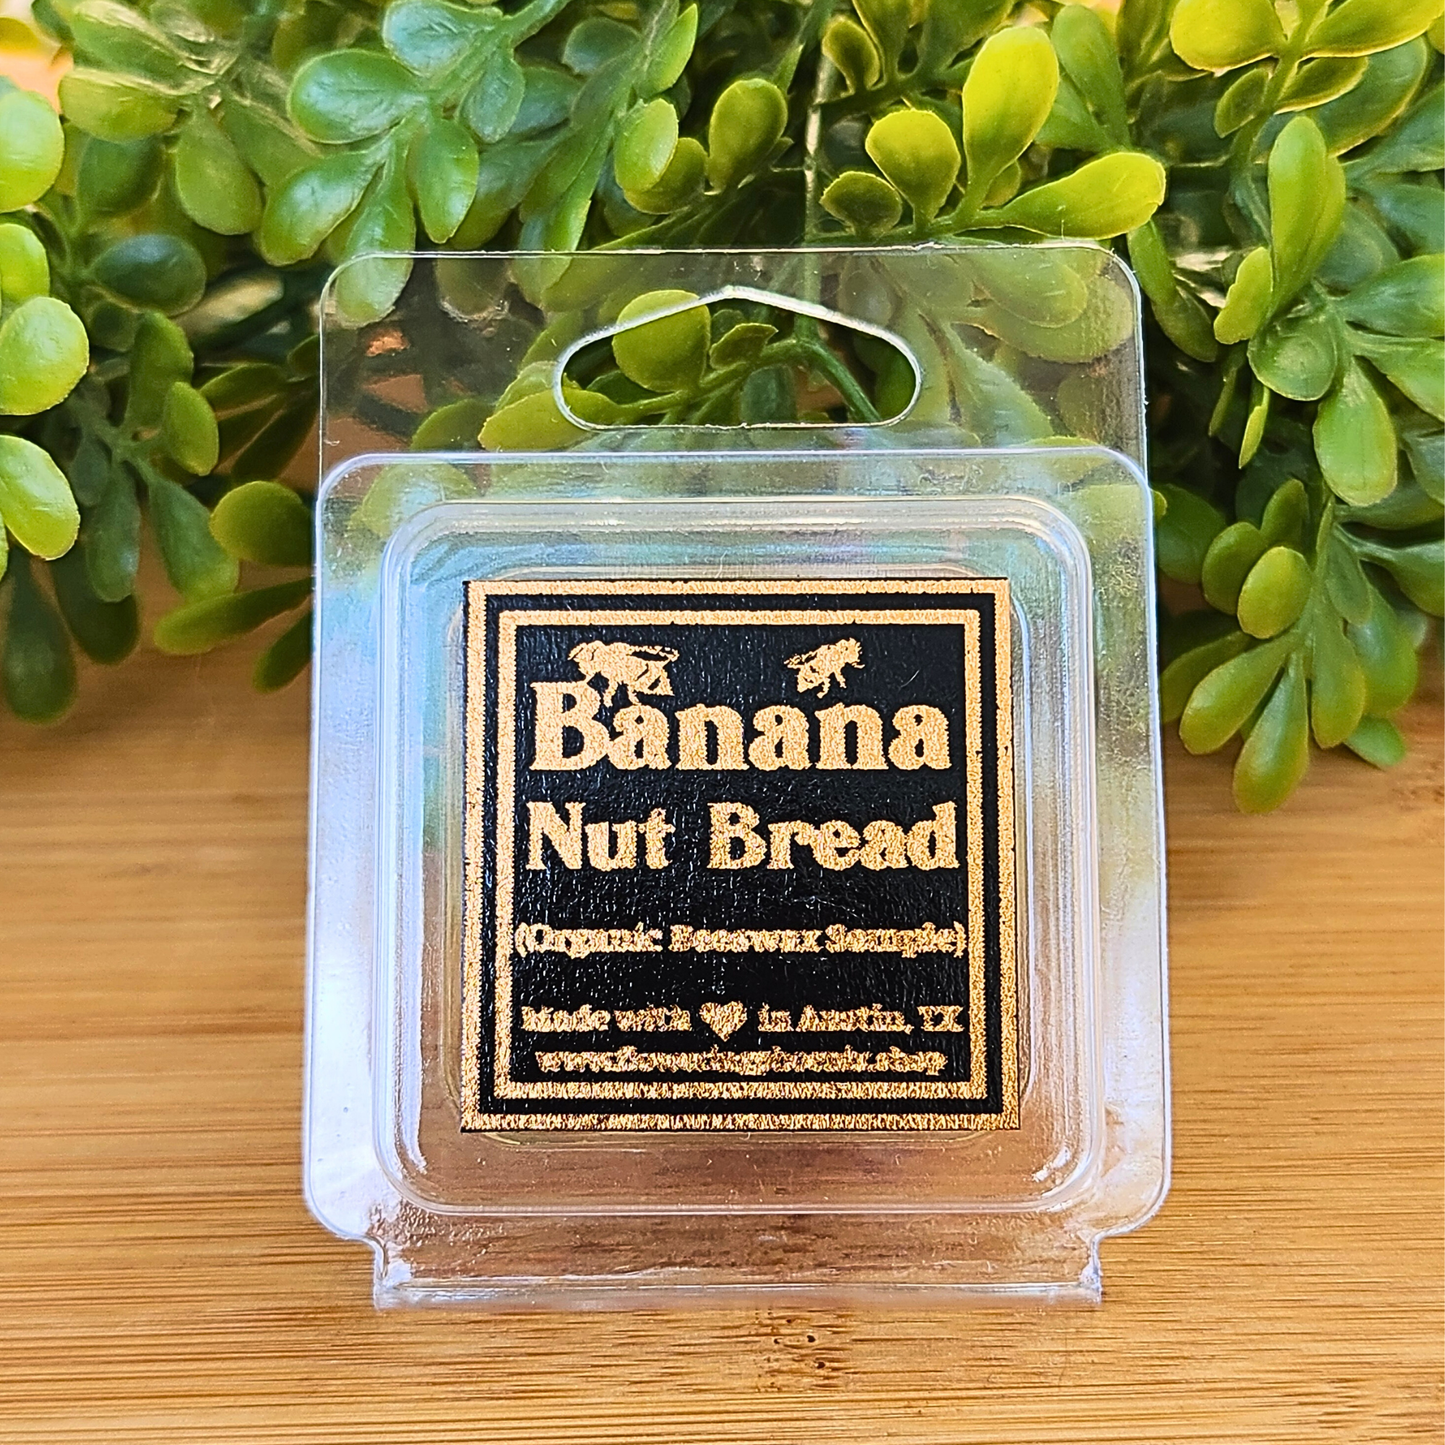 Banana
Nut Bread
(Organic Beeswax Sample)
Made with ♥ in Austin, TX